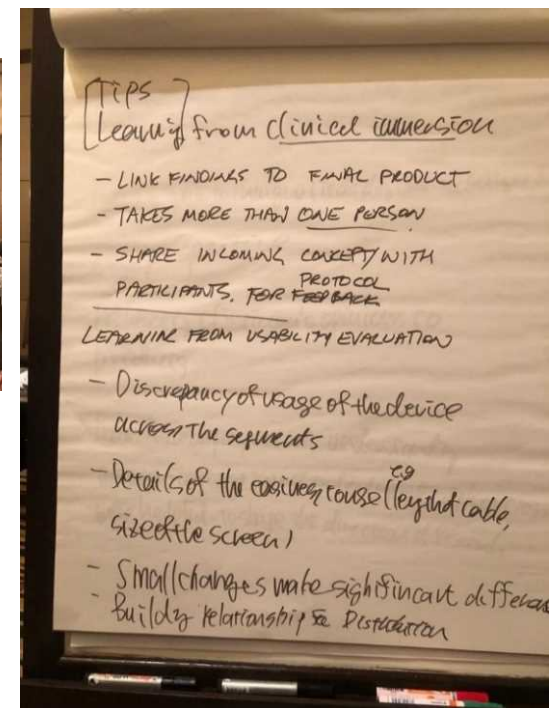 Tips
Learning from clinical immersion
- LINK FINDINGS TO FINAL PRODUCT
- TAKES MORE THAN ONE PERSON
- SHARE INCOMING CONCEPT/WITH
PROTOCOL
PARTICIPANTS. FOR FEEDBACK
LEARNING FROM USABILITY EVALUATION
- Discrepancy of usage of the device
across The segments
- Details of the easiness to use (eg length of cable,
size of the screen)
- Small changes make significant difference
- Building relationship